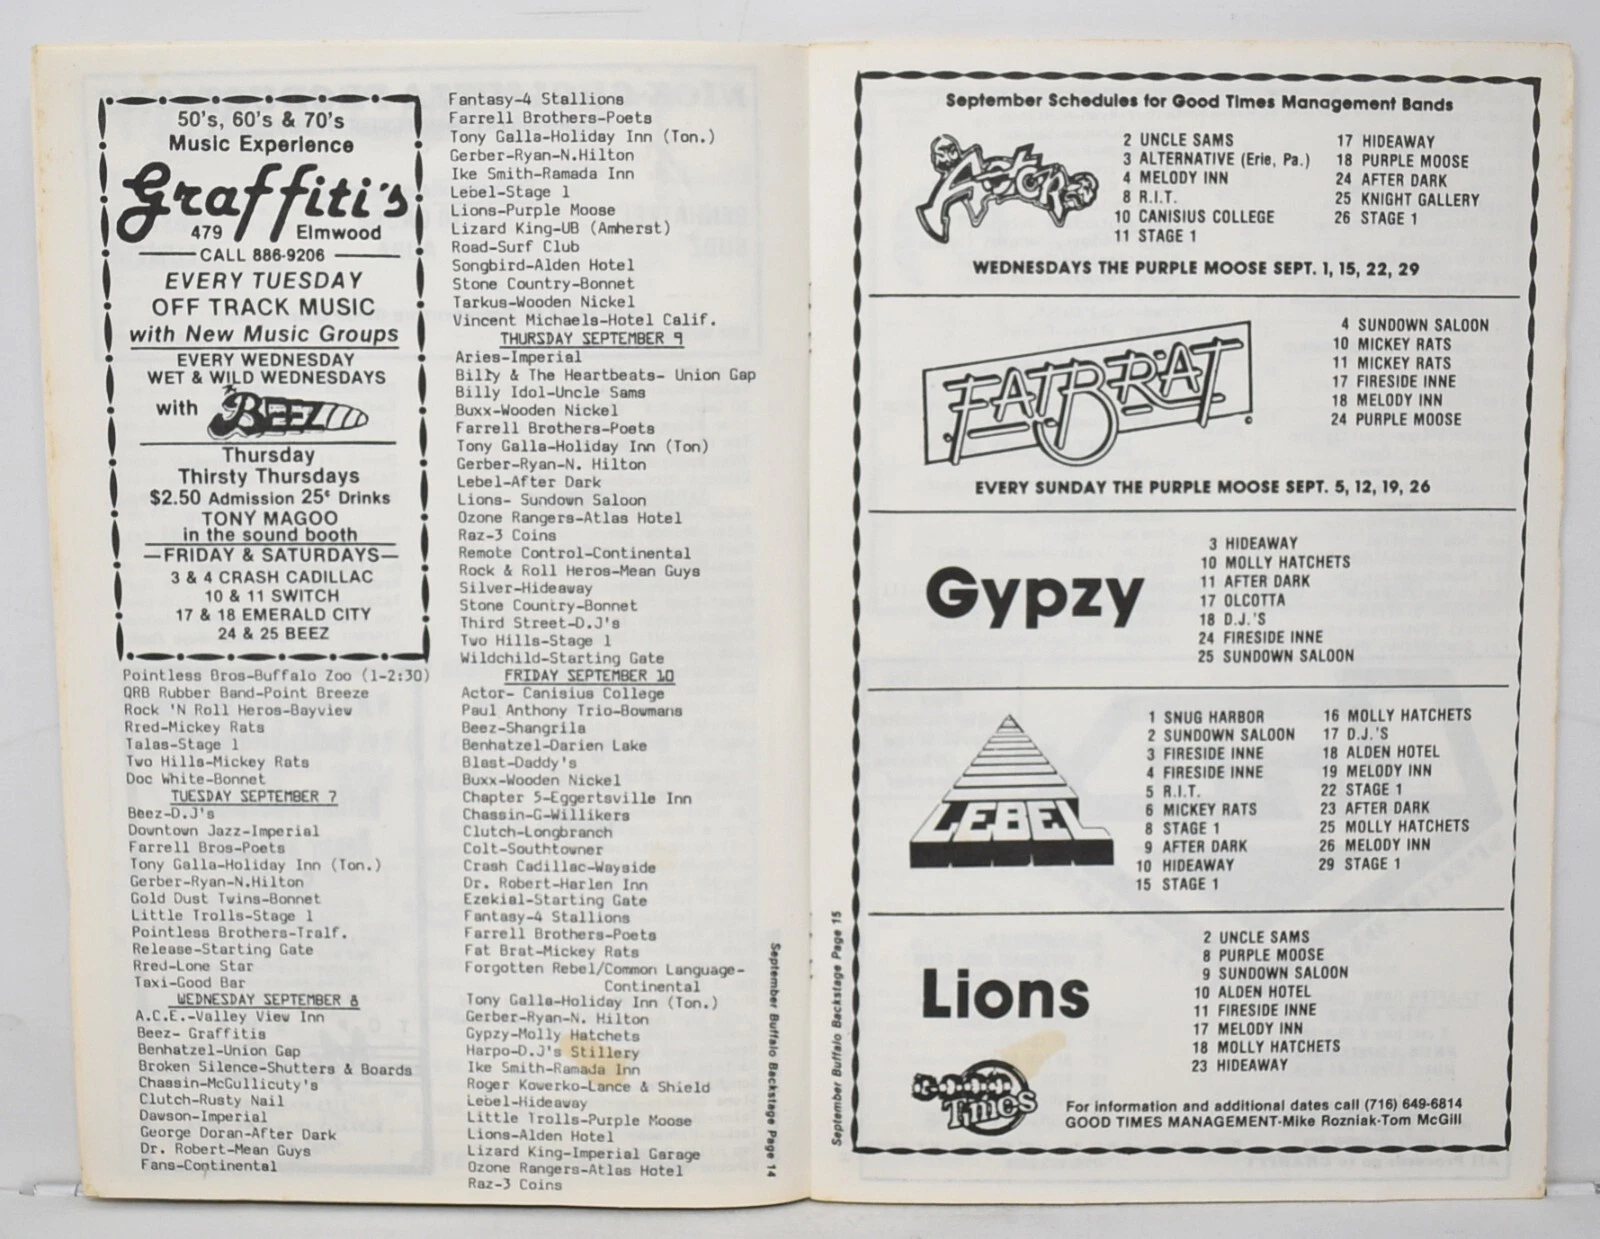 50's, 60's & 70's
Music Experience
Graffiti's
479 Elmwood
CALL 886-9206
EVERY TUESDAY
OFF TRACK MUSIC
with New Music Groups
EVERY WEDNESDAY
WET & WILD WEDNESDAYS
with BEEZ
Thursday
Thirsty Thursdays
$2.50 Admission 25¢ Drinks
TONY MAGOO
in the sound booth
—FRIDAY & SATURDAYS—
3 & 4 CRASH CADILLAC
10 & 11 SWITCH
17 & 18 EMERALD CITY
24 & 25 BEEZ
Pointless Bros-Buffalo Zoo (1-2:30)
QRB Rubber Band-Point Breeze
Rock 'N Roll Heros-Bayview
Rred-Mickey Rats
Talas-Stage 1
Two Hills-Mickey Rats
Doc White-Bonnet
TUESDAY SEPTEMBER 7
Beez-D.J's
Downtown Jazz-Imperial
Farrell Bros-Poets
Tony Galla-Holiday Inn (Ton.)
Gerber-Ryan-N.Hilton
Gold Dust Twins-Bonnet
Little Trolls-Stage 1
Pointless Brothers-Tralf.
Release-Starting Gate
Rred-Lone Star
Taxi-Good Bar
WEDNESDAY SEPTEMBER 8
A.C.E.-Valley View Inn
Beez- Graffitis
Benhatzel-Union Gap
Broken Silence-Shutters & Boards
Chassin-McGullicuty's
Clutch-Rusty Nail
Dawson-Imperial
George Doran-After Dark
Dr. Robert-Mean Guys
Fans-Continental
Fantasy-4 Stallions
Farrell Brothers-Poets
Tony Galla-Holiday Inn (Ton.)
Gerber-Ryan-N.Hilton
Ike Smith-Ramada Inn
Lebel-Stage 1
Lions-Purple Moose
Lizard King-UB (Amherst)
Road-Surf Club
Songbird-Alden Hotel
Stone Country-Bonnet
Tarkus-Wooden Nickel
Vincent Michaels-Hotel Calif.
THURSDAY SEPTEMBER 9
Aries-Imperial
Billy & The Heartbeats- Union Gap
Billy Idol-Uncle Sams
Buxx-Wooden Nickel
Farrell Brothers-Poets
Tony Galla-Holiday Inn (Ton)
Gerber-Ryan-N. Hilton
Lebel-After Dark
Lions- Sundown Saloon
Ozone Rangers-Atlas Hotel
Raz-3 Coins
Remote Control-Continental
Rock & Roll Heros-Mean Guys
Silver-Hideaway
Stone Country-Bonnet
Third Street-D.J's
Two Hills-Stage 1
Wildchild-Starting Gate
FRIDAY SEPTEMBER 10
Actor- Canisius College
Paul Anthony Trio-Bowmans
Beez-Shangrila
Benhatzel-Darien Lake
Blast-Daddy's
Buxx-Wooden Nickel
Chapter 5-Eggertsville Inn
Chassin-G-Willikers
Clutch-Longbranch
Colt-Southtowner
Crash Cadillac-Wayside
Dr. Robert-Harlen Inn
Ezekial-Starting Gate
Fantasy-4 Stallions
Farrell Brothers-Poets
Fat Brat-Mickey Rats
Forgotten Rebel/Common Language-
Continental
Tony Galla-Holiday Inn (Ton.)
Gerber-Ryan-N. Hilton
Gypzy-Molly Hatchets
Harpo-D.J's Stillery
Ike Smith-Ramada Inn
Roger Kowerko-Lance & Shield
Lebel-Hideaway
Little Trolls-Purple Moose
Lions-Alden Hotel
Lizard King-Imperial Garage
Ozone Rangers-Atlas Hotel
Raz-3 Coins
September Buffalo Backstage Page 14
September Buffalo Backstage Page 15
September Schedules for Good Times Management Bands
Actor
2 UNCLE SAMS
3 ALTERNATIVE (Erie, Pa.)
4 MELODY INN
8 R.I.T.
10 CANISIUS COLLEGE
11 STAGE 1
17 HIDEAWAY
18 PURPLE MOOSE
24 AFTER DARK
25 KNIGHT GALLERY
26 STAGE 1
WEDNESDAYS THE PURPLE MOOSE SEPT. 1, 15, 22, 29
FATBRAT
4 SUNDOWN SALOON
10 MICKEY RATS
11 MICKEY RATS
17 FIRESIDE INNE
18 MELODY INN
24 PURPLE MOOSE
EVERY SUNDAY THE PURPLE MOOSE SEPT. 5, 12, 19, 26
Gypzy
3 HIDEAWAY
10 MOLLY HATCHETS
11 AFTER DARK
17 OLCOTTA
18 D.J.'S
24 FIRESIDE INNE
25 SUNDOWN SALOON
LEBEL
1 SNUG HARBOR
2 SUNDOWN SALOON
3 FIRESIDE INNE
4 FIRESIDE INNE
5 R.I.T.
6 MICKEY RATS
8 STAGE 1
9 AFTER DARK
10 HIDEAWAY
15 STAGE 1
16 MOLLY HATCHETS
17 D.J.'S
18 ALDEN HOTEL
19 MELODY INN
22 STAGE 1
23 AFTER DARK
25 MOLLY HATCHETS
26 MELODY INN
29 STAGE 1
Lions
2 UNCLE SAMS
8 PURPLE MOOSE
9 SUNDOWN SALOON
10 ALDEN HOTEL
11 FIRESIDE INNE
17 MELODY INN
18 MOLLY HATCHETS
23 HIDEAWAY
Good Times
For information and additional dates call (716) 649-6814
GOOD TIMES MANAGEMENT-Mike Rozniak-Tom McGill